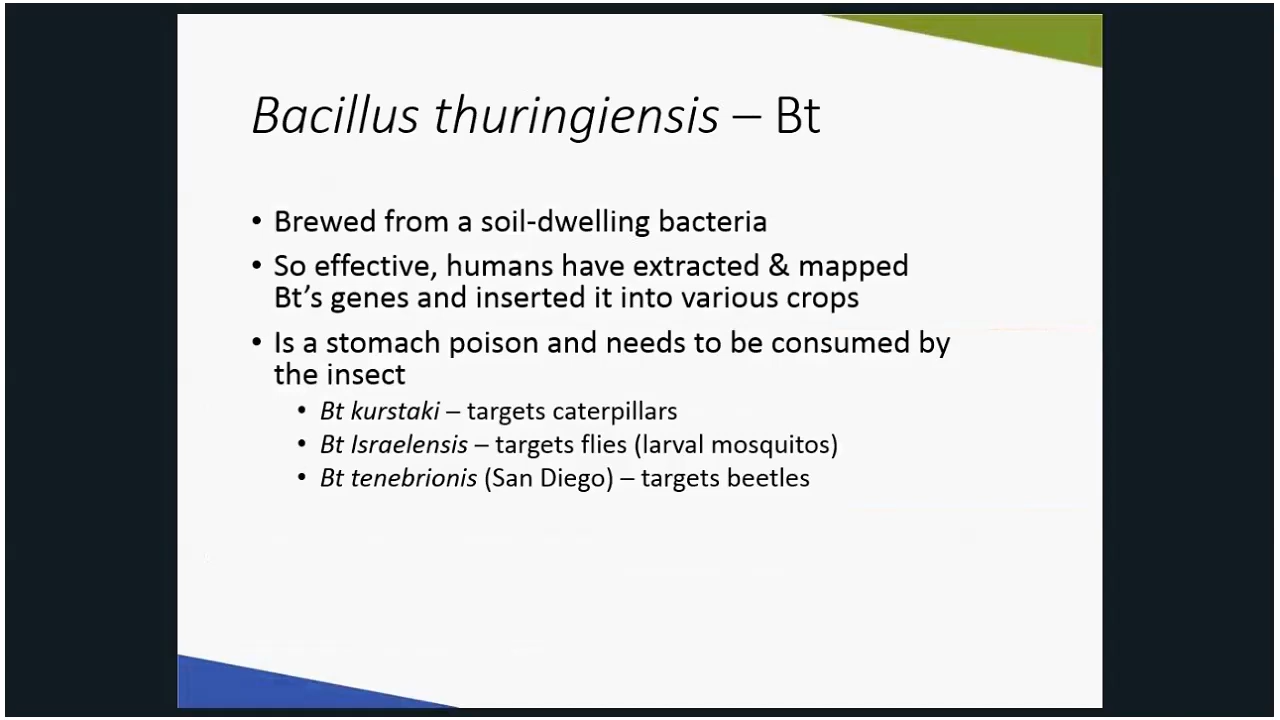 Bacillus thuringiensis – Bt
• Brewed from a soil-dwelling bacteria
• So effective, humans have extracted & mapped
Bt’s genes and inserted it into various crops
• Is a stomach poison and needs to be consumed by
the insect
• Bt kurstaki – targets caterpillars
• Bt Israelensis – targets flies (larval mosquitos)
• Bt tenebrionis (San Diego) – targets beetles